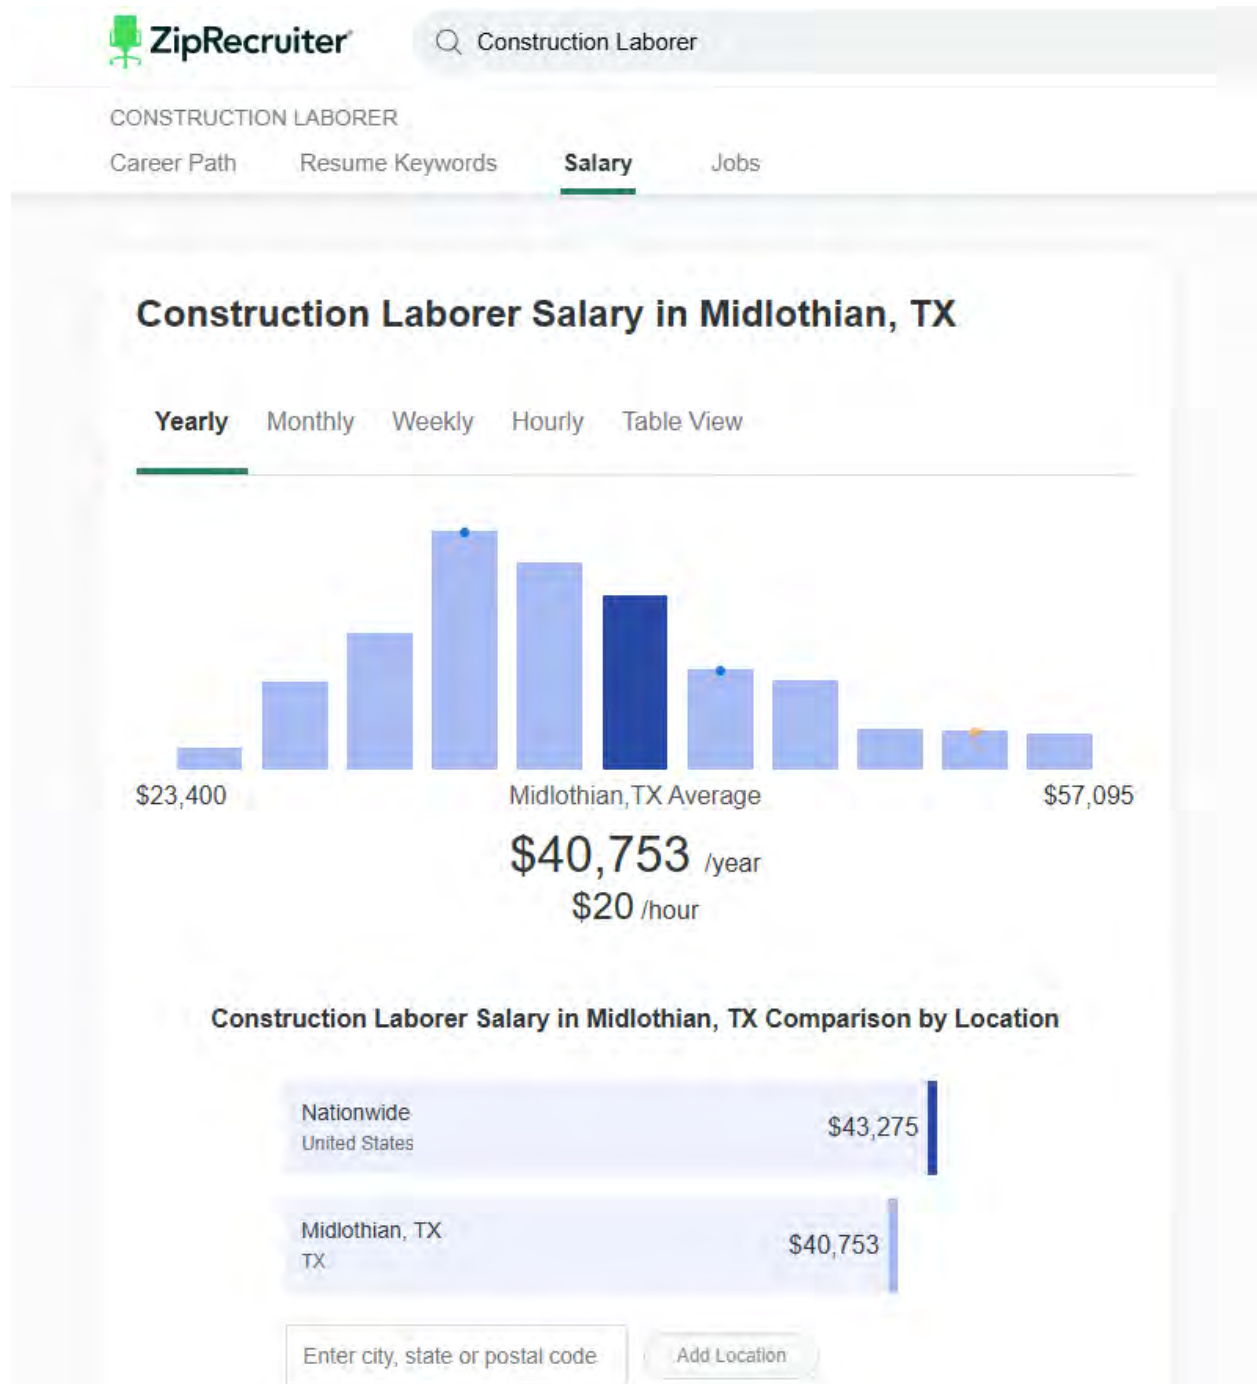 ZipRecruiter
Construction Laborer
CONSTRUCTION LABORER
Career Path Resume Keywords Salary Jobs
Construction Laborer Salary in Midlothian, TX
Yearly Monthly Weekly Hourly Table View
$23,400 Midlothian,TX Average $57,095
$40,753 /year
$20 /hour
Construction Laborer Salary in Midlothian, TX Comparison by Location
Nationwide
United States
$43,275
Midlothian, TX
TX
$40,753
Enter city, state or postal code Add Location